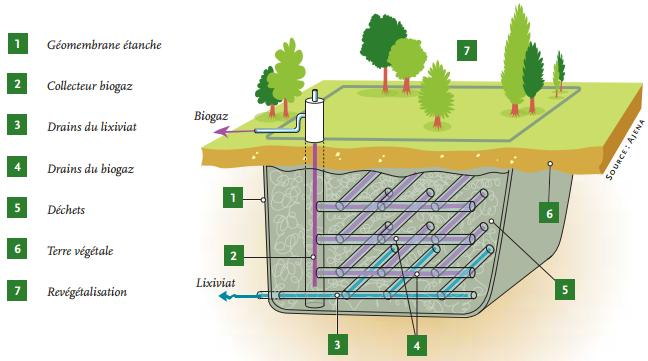 1 Géomembrane étanche
2 Collecteur biogaz
3 Drains du lixiviat
4 Drains du biogaz
5 Déchets
6 Terre végétale
7 Revégétalisation
7
Biogaz
SOURCE : AJENA
1
6
2
Lixiviat
5
3
4